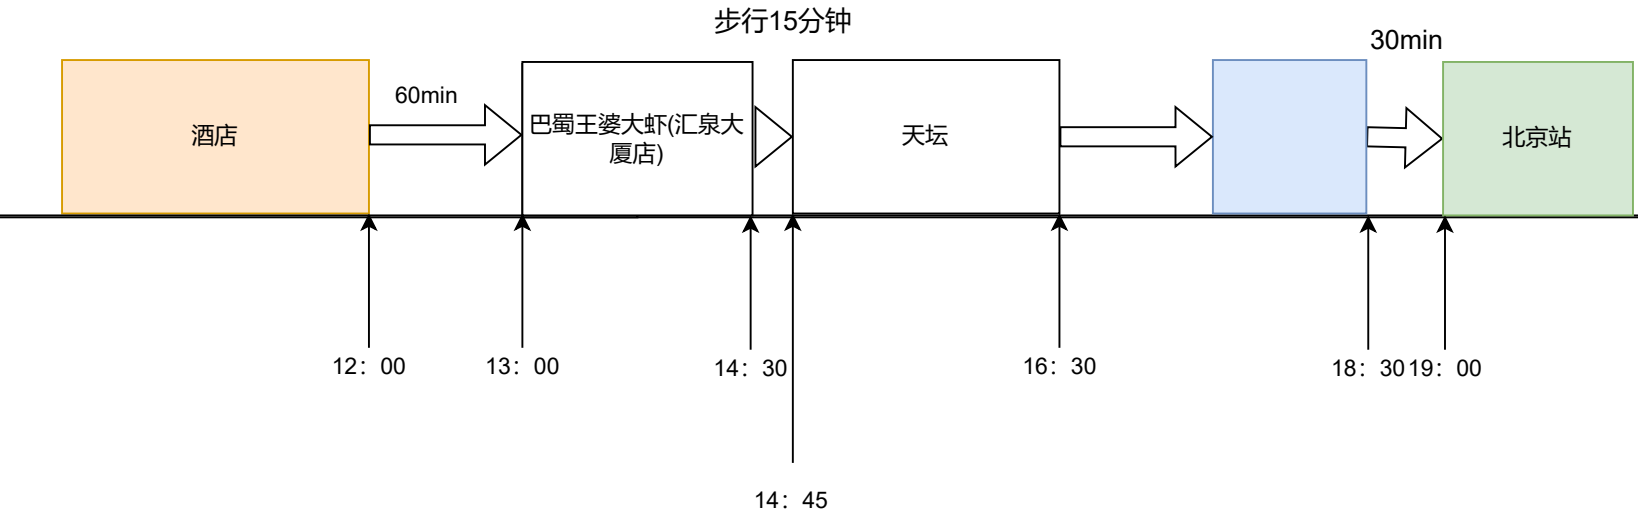 步行15分钟
30min
60min
酒店
巴蜀王婆大虾(汇泉大
厦店)
天坛
北京站
12：00
13：00
14：30
16：30
18：30
19：00
14：45